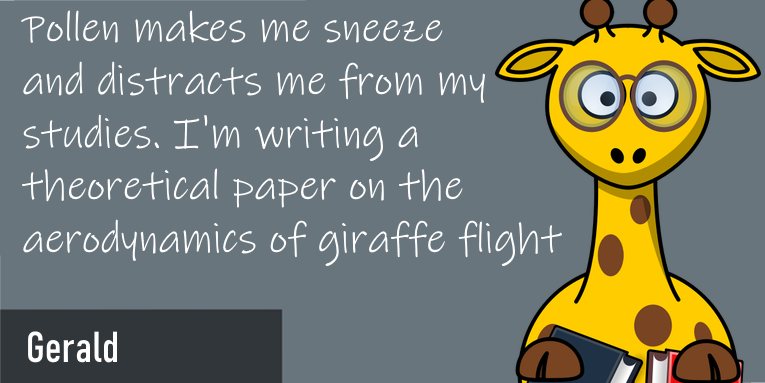 Pollen makes me sneeze
and distracts me from my
studies. I'm writing a
theoretical paper on the
aerodynamics of giraffe flight
Gerald